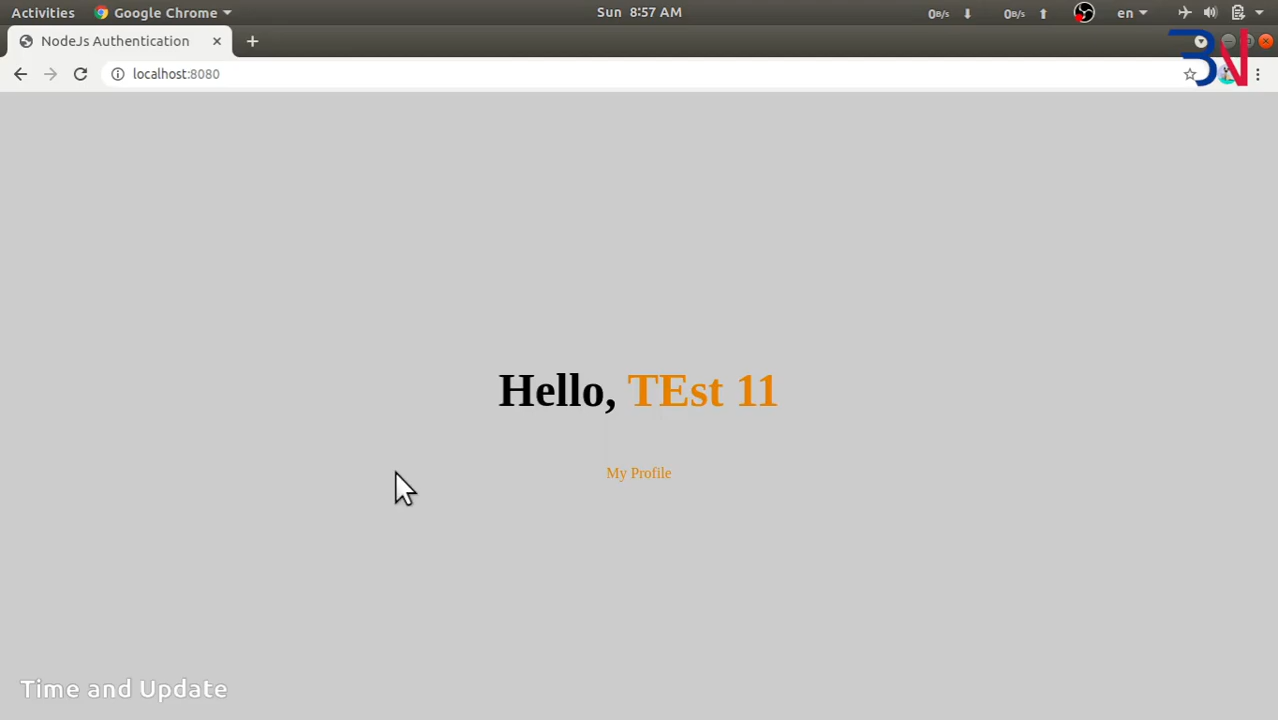 Activities Google Chrome Sun 8:57 AM 0B/s 0B/s en
NodeJs Authentication
localhost:8080
BN
Hello, TEst 11
My Profile
Time and Update